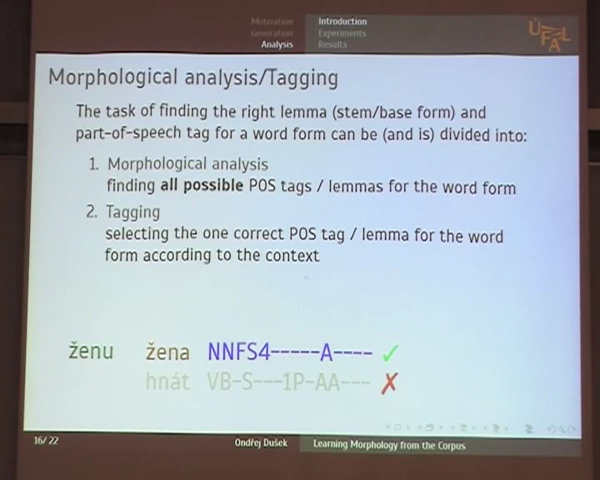 Motivation
Generation
Analysis
Introduction
Experiments
Results
ÚFAL
Morphological analysis/Tagging
The task of finding the right lemma (stem/base form) and
part-of-speech tag for a word form can be (and is) divided into:
1. Morphological analysis
finding all possible POS tags / lemmas for the word form
2. Tagging
selecting the one correct POS tag / lemma for the word
form according to the context
ženu žena NNFS4-----A---- ✓
hnát VB-S---1P-AA--- ✗
16/22 Ondřej Dušek Learning Morphology from the Corpus